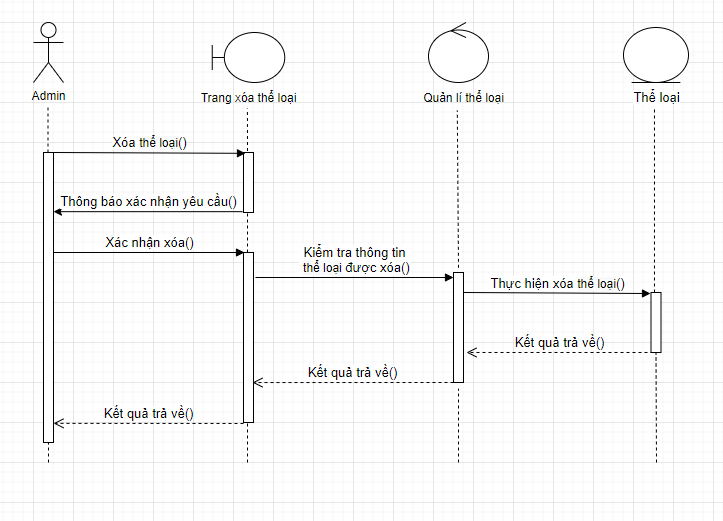 Admin
Trang xóa thể loại
Quản lí thể loại
Thể loại
Xóa thể loại()
Thông báo xác nhận yêu cầu()
Xác nhận xóa()
Kiểm tra thông tin
thể loại được xóa()
Thực hiện xóa thể loại()
Kết quả trả về()
Kết quả trả về()
Kết quả trả về()